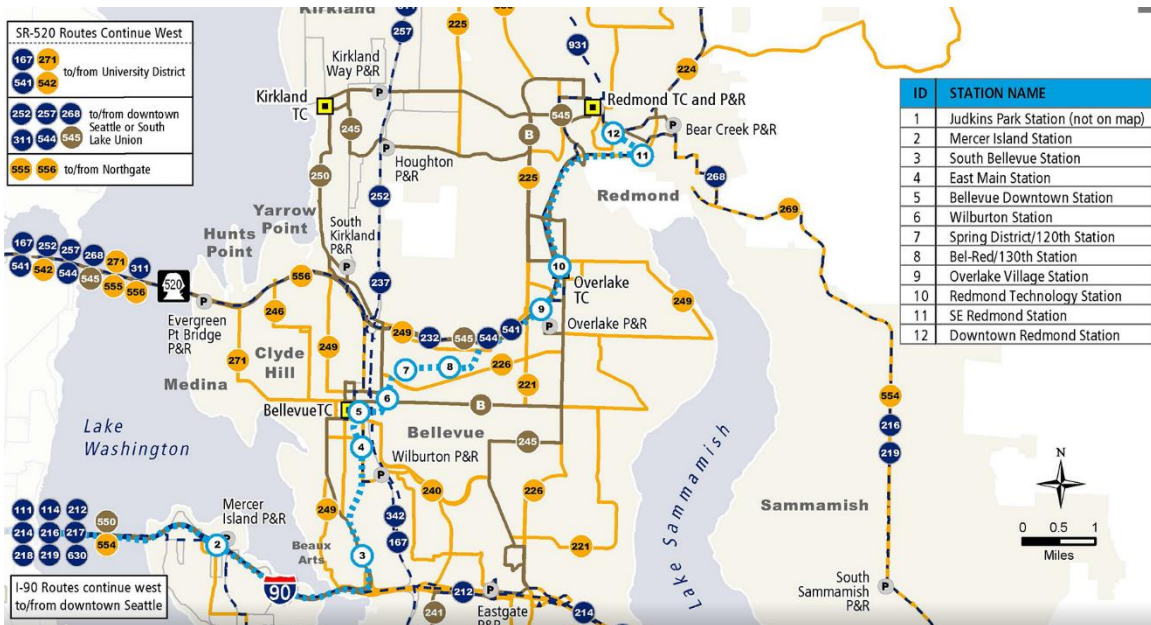 SR-520 Routes Continue West
167 271
541 542
to/from University District
252 257 268
311 544 545
to/from downtown
Seattle or South
Lake Union
555 556 to/from Northgate
Kirkland
257
225
931
224
Kirkland
Way P&R
P
Kirkland
TC
245
545
Redmond TC and P&R
12
P
Bear Creek P&R
11
B
P
Houghton
P&R
250
252
225
268
Redmond
269
Yarrow
Point
Hunts
Point
South
Kirkland
P&R
P
167 252 257 268 271 311
541 542 544 545 555 556
520
P
Evergreen
Pt Bridge
P&R
556
237
10
Overlake
TC
9
P
Overlake P&R
249
246
249
249
232
545
544
541
271
Clyde
Hill
Medina
7
8
226
221
6
Bellevue TC
5
B
Bellevue
4
Wilburton P&R
P
245
240
226
249
342
167
221
Lake
Washington
Lake Sammamish
Sammamish
554
216
219
111 114 212
214 216 217
218 219 630
550
554
Mercer
Island P&R
P
2
Beaux
Arts
3
90
212
P
Eastgate
P&R
241
214
P
South
Sammamish
P&R
I-90 Routes continue west
to/from downtown Seattle
ID STATION NAME
1 Judkins Park Station (not on map)
2 Mercer Island Station
3 South Bellevue Station
4 East Main Station
5 Bellevue Downtown Station
6 Wilburton Station
7 Spring District/120th Station
8 Bel-Red/130th Station
9 Overlake Village Station
10 Redmond Technology Station
11 SE Redmond Station
12 Downtown Redmond Station
N
0 0.5 1
Miles